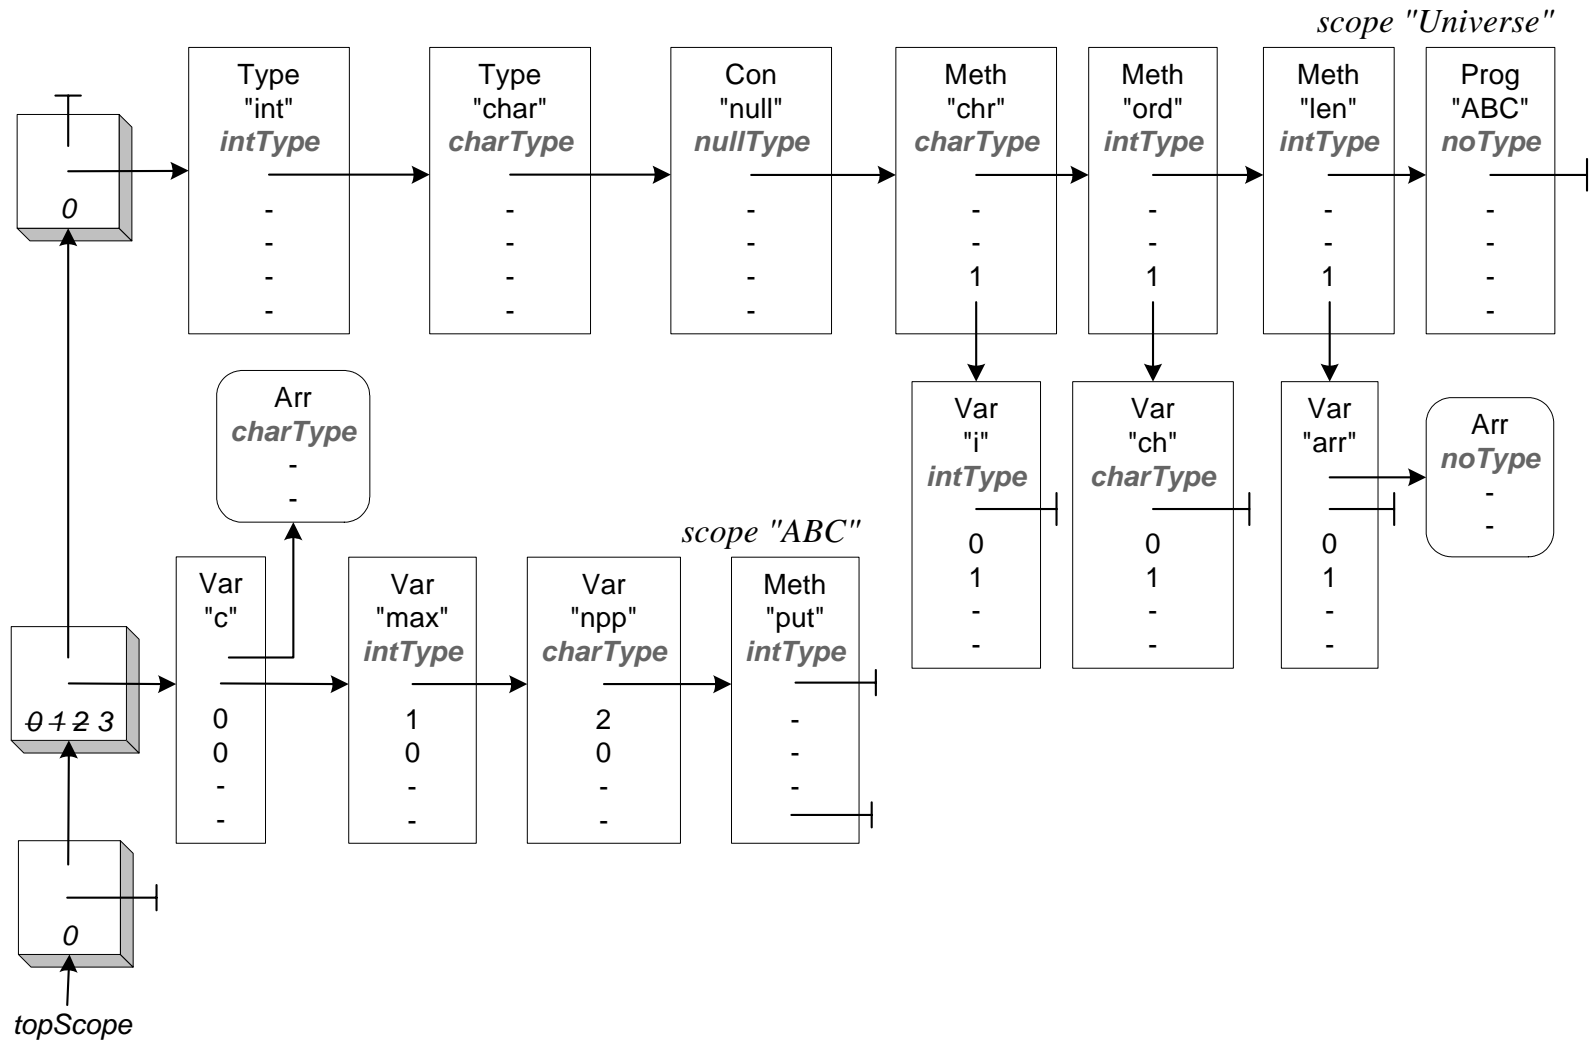 scope "Universe"
Type
"int"
intType
-
-
-
-
Type
"char"
charType
-
-
-
-
Con
"null"
nullType
-
-
-
-
Meth
"chr"
charType
-
-
1
Meth
"ord"
intType
-
-
1
Meth
"len"
intType
-
-
1
Prog
"ABC"
noType
-
-
-
-
0
Arr
charType
-
-
Var
"i"
intType
0
1
-
-
Var
"ch"
charType
0
1
-
-
Var
"arr"
0
1
-
-
Arr
noType
-
-
scope "ABC"
Var
"c"
0
0
-
-
Var
"max"
intType
1
0
-
-
Var
"npp"
charType
2
0
-
-
Meth
"put"
intType
-
-
-
0 1 2 3
0
topScope